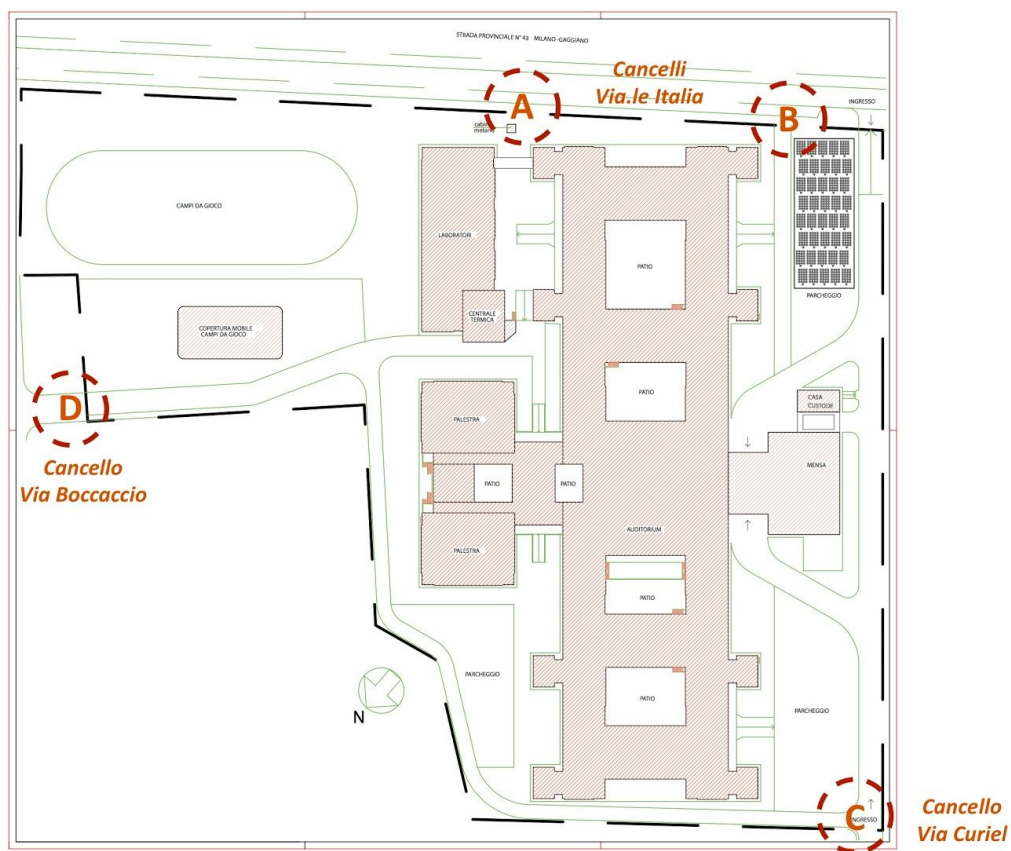 STRADA PROVINCIALE N° 43 MILANO -GAGGIANO
Cancelli
Via.le Italia
A
B
INGRESSO
cabina
metano
CAMPI DA GIOCO
LABORATORI
PATIO
PARCHEGGIO
CENTRALE
TERMICA
COPERTURA MOBILE
CAMPI DA GIOCO
PATIO
CASA
CUSTODE
D
PALESTRA
Cancello
Via Boccaccio
MENSA
PATIO
PATIO
AUDITORIUM
PALESTRA
PATIO
PARCHEGGIO
PATIO
PARCHEGGIO
N
C
INGRESSO
Cancello
Via Curiel